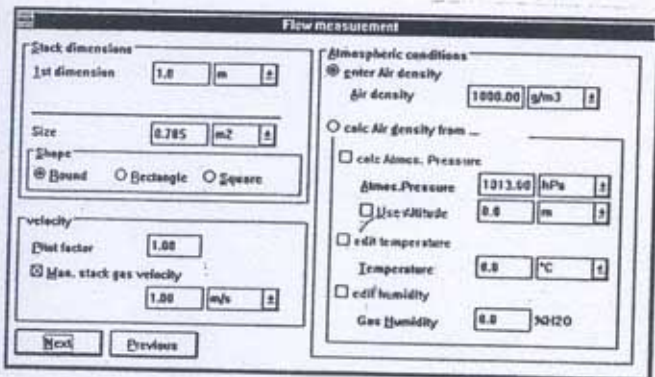 Flow measurement
Stack dimensions
1st dimension 1.0 m
Size 0.785 m2
Shape
Round Rectangle Square
velocity
Pitot factor 1.00
Man. stack gas velocity
1.00 m/s
Next Previous
Atmospheric conditions
enter Air density
Air density 1000.00 g/m3
calc Air density from ...
calc Atmos. Pressure
Atmos.Pressure 1013.60 hPa
Use Altitude 0.0 m
edit temperature
Temperature 0.0 °C
edit humidity
Gas Humidity 0.0 %H2O